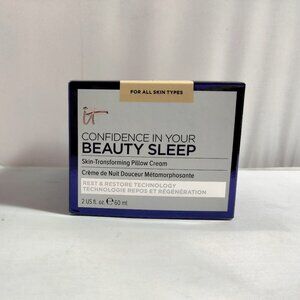 FOR ALL SKIN TYPES
iT
CONFIDENCE IN YOUR
BEAUTY SLEEP
Skin-Transforming Pillow Cream
Crème de Nuit Douceur Métamorphosante
REST & RESTORE TECHNOLOGY
TECHNOLOGIE REPOS ET RÉGÉNÉRATION
2 US fl. oz. ℮ 60 ml